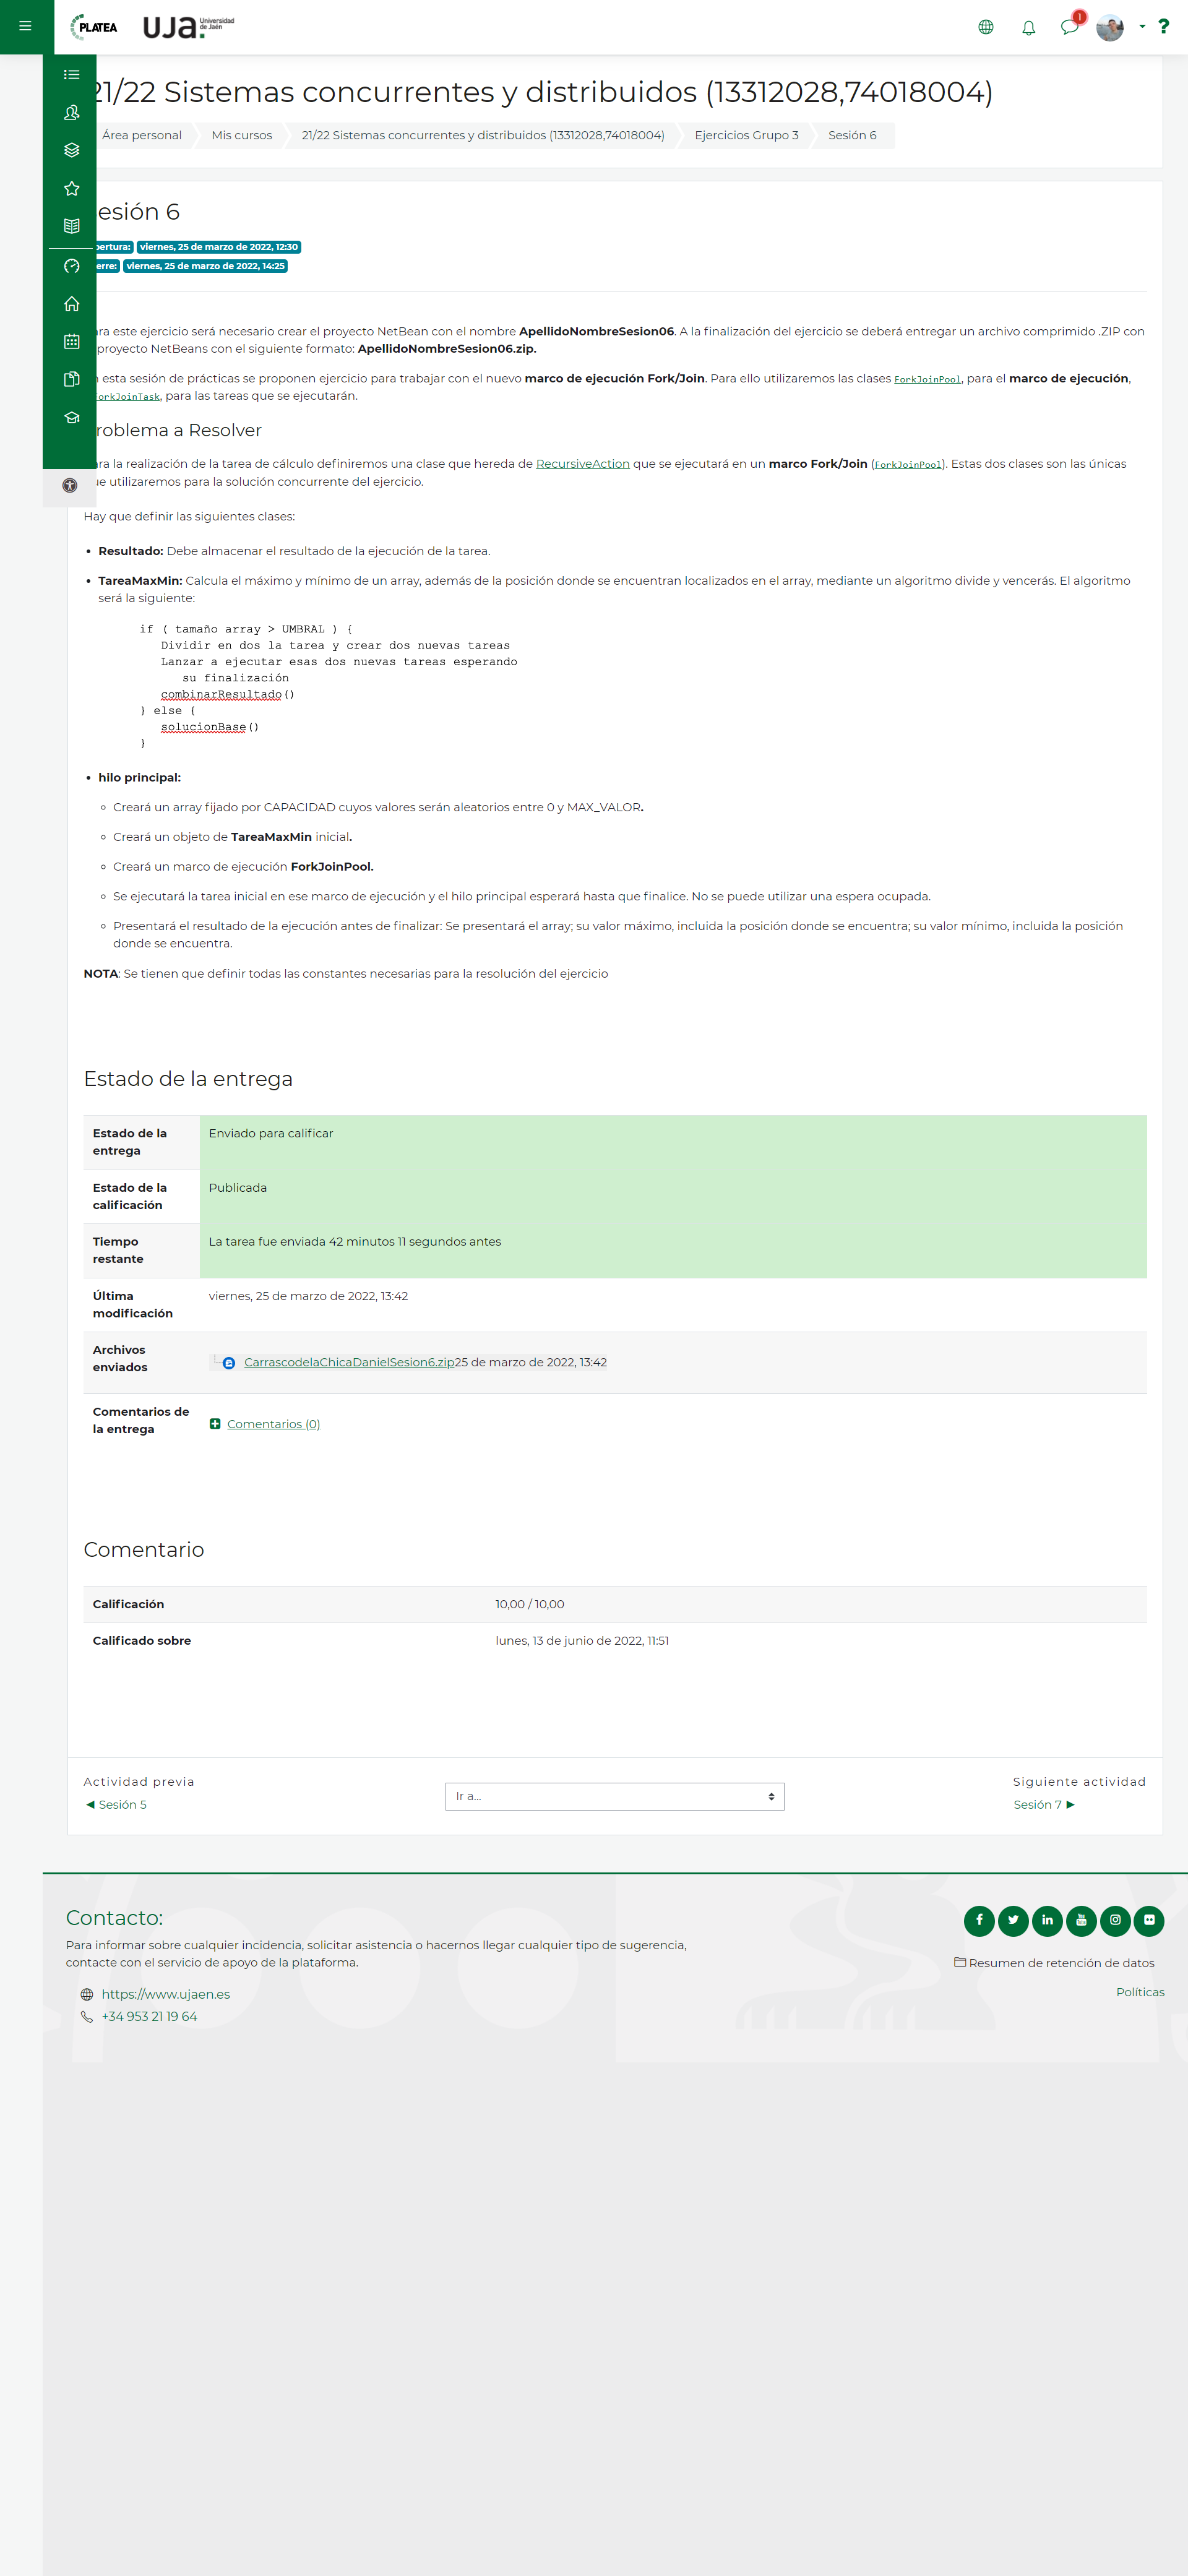 PLATEA
UJa. Universidad de Jaén
1
?
21/22 Sistemas concurrentes y distribuidos (13312028,74018004)
Área personal Mis cursos 21/22 Sistemas concurrentes y distribuidos (13312028,74018004) Ejercicios Grupo 3 Sesión 6
esión 6
ertura: viernes, 25 de marzo de 2022, 12:30
erre: viernes, 25 de marzo de 2022, 14:25
ra este ejercicio será necesario crear el proyecto NetBean con el nombre ApellidoNombreSesion06. A la finalización del ejercicio se deberá entregar un archivo comprimido .ZIP con
proyecto NetBeans con el siguiente formato: ApellidoNombreSesion06.zip.
esta sesión de prácticas se proponen ejercicio para trabajar con el nuevo marco de ejecución Fork/Join. Para ello utilizaremos las clases ForkJoinPool, para el marco de ejecución,
orkJoinTask, para las tareas que se ejecutarán.
roblema a Resolver
ra la realización de la tarea de cálculo definiremos una clase que hereda de RecursiveAction que se ejecutará en un marco Fork/Join (ForkJoinPool). Estas dos clases son las únicas
ue utilizaremos para la solución concurrente del ejercicio.
Hay que definir las siguientes clases:
• Resultado: Debe almacenar el resultado de la ejecución de la tarea.
• TareaMaxMin: Calcula el máximo y mínimo de un array, además de la posición donde se encuentran localizados en el array, mediante un algoritmo divide y vencerás. El algoritmo
será la siguiente:
if ( tamaño array > UMBRAL ) {
Dividir en dos la tarea y crear dos nuevas tareas
Lanzar a ejecutar esas dos nuevas tareas esperando
su finalización
combinarResultado()
} else {
solucionBase()
}
• hilo principal:
Creará un array fijado por CAPACIDAD cuyos valores serán aleatorios entre 0 y MAX_VALOR.
Creará un objeto de TareaMaxMin inicial.
Creará un marco de ejecución ForkJoinPool.
Se ejecutará la tarea inicial en ese marco de ejecución y el hilo principal esperará hasta que finalice. No se puede utilizar una espera ocupada.
Presentará el resultado de la ejecución antes de finalizar: Se presentará el array; su valor máximo, incluida la posición donde se encuentra; su valor mínimo, incluida la posición
donde se encuentra.
NOTA: Se tienen que definir todas las constantes necesarias para la resolución del ejercicio
Estado de la entrega
Estado de la Enviado para calificar
entrega
Estado de la Publicada
calificación
Tiempo La tarea fue enviada 42 minutos 11 segundos antes
restante
Última viernes, 25 de marzo de 2022, 13:42
modificación
Archivos
enviados CarrascodelaChicaDanielSesion6.zip25 de marzo de 2022, 13:42
Comentarios de
la entrega Comentarios (0)
Comentario
Calificación 10,00 / 10,00
Calificado sobre lunes, 13 de junio de 2022, 11:51
Actividad previa
◄ Sesión 5
Ir a...
Siguiente actividad
Sesión 7 ►
Contacto:
Para informar sobre cualquier incidencia, solicitar asistencia o hacernos llegar cualquier tipo de sugerencia,
contacte con el servicio de apoyo de la plataforma.
https://www.ujaen.es
+34 953 21 19 64
Resumen de retención de datos
Políticas